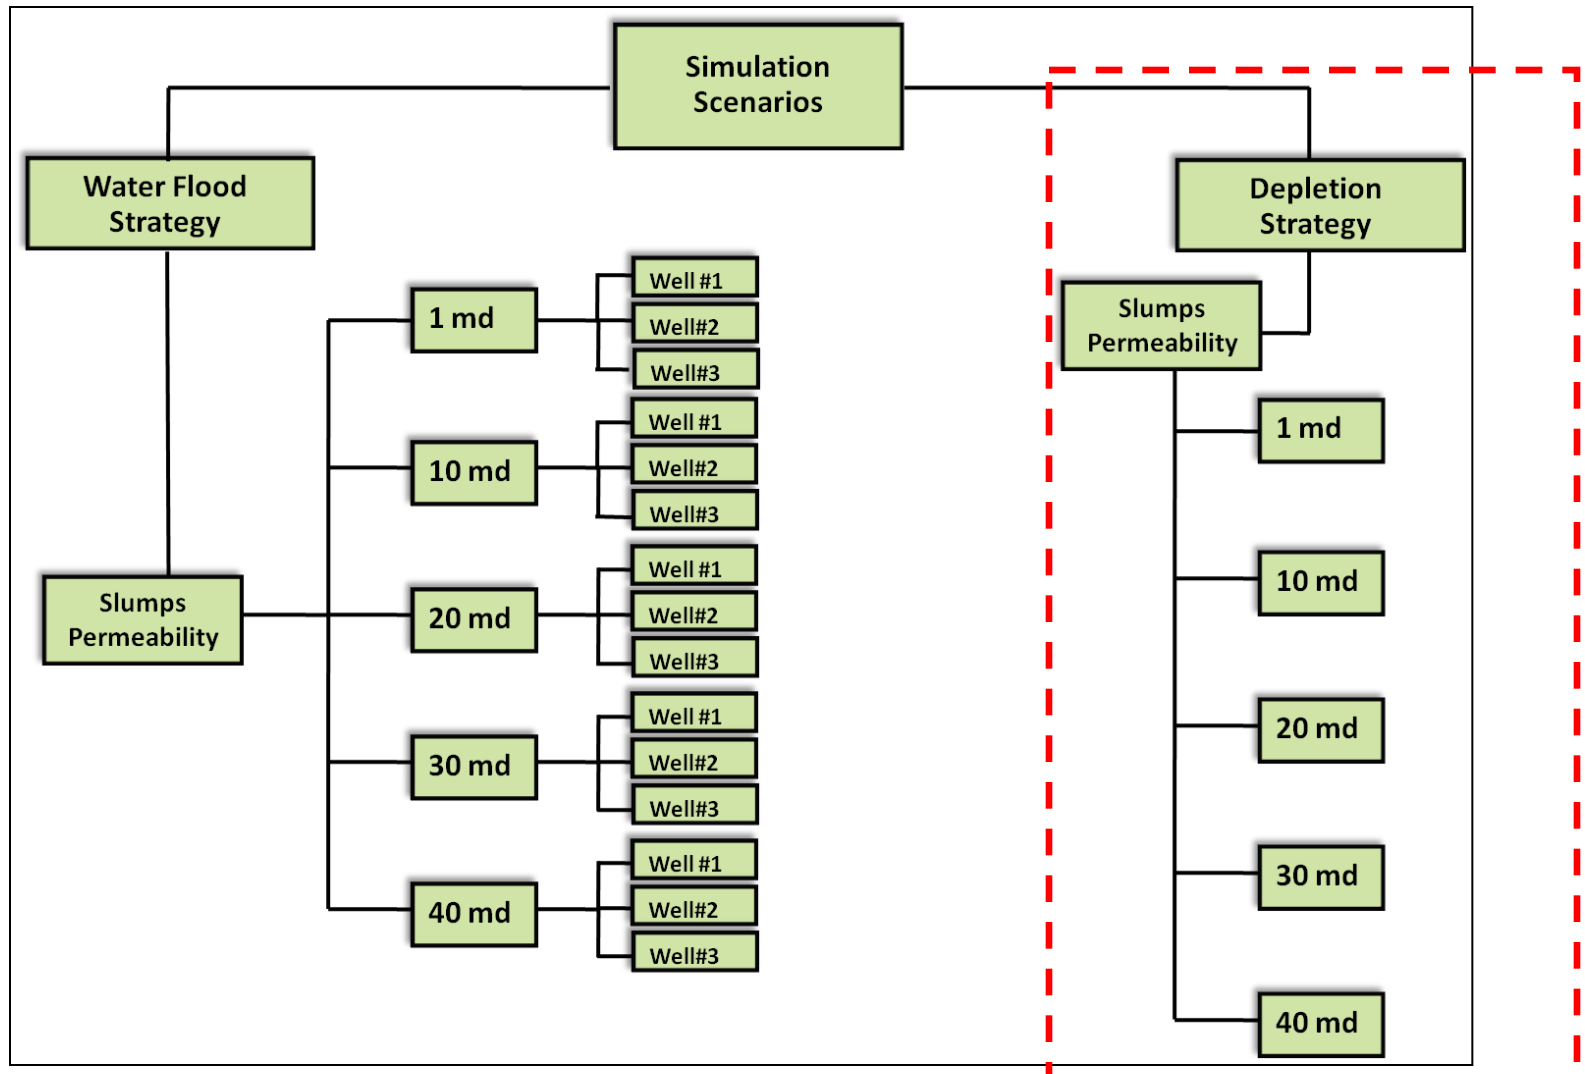 Simulation
Scenarios
Water Flood
Strategy
Slumps
Permeability
1 md
Well #1
Well#2
Well#3
10 md
Well #1
Well#2
Well#3
20 md
Well #1
Well#2
Well#3
30 md
Well #1
Well#2
Well#3
40 md
Well #1
Well#2
Well#3
Depletion
Strategy
Slumps
Permeability
1 md
10 md
20 md
30 md
40 md